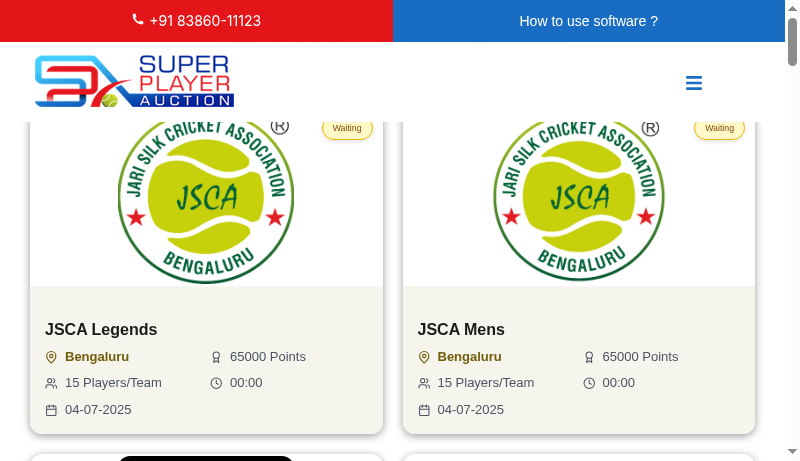 +91 83860-11123
How to use software ?
SUPER
PLAYER
AUCTION
Waiting
JARI SILK CRICKET ASSOCIATION ®
JSCA
BENGALURU
JSCA Legends
Bengaluru
65000 Points
15 Players/Team
00:00
04-07-2025
Waiting
JARI SILK CRICKET ASSOCIATION ®
JSCA
BENGALURU
JSCA Mens
Bengaluru
65000 Points
15 Players/Team
00:00
04-07-2025